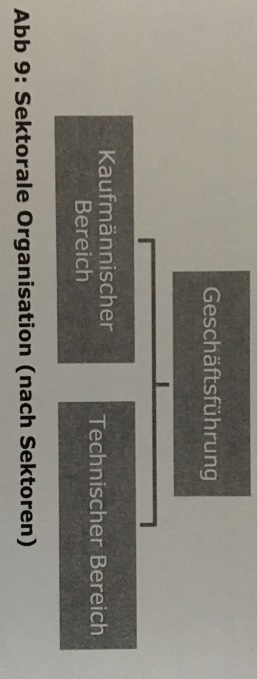 Geschäftsführung
Kaufmännischer
Bereich
Technischer Bereich
Abb 9: Sektorale Organisation (nach Sektoren)